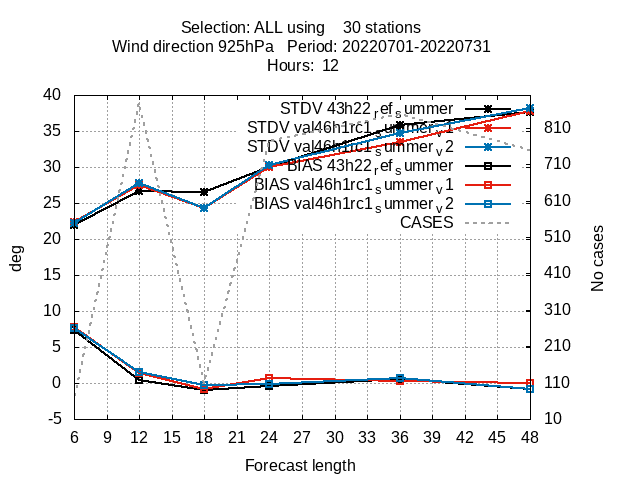 Selection: ALL using 30 stations
Wind direction 925hPa Period: 20220701-20220731
Hours: 12
STDV 43h22_ref_summer
STDV val46h1rc1_summer_v1
STDV val46h1rc1_summer_v2
BIAS 43h22_ref_summer
BIAS val46h1rc1_summer_v1
BIAS val46h1rc1_summer_v2
CASES
40
35
30
25
20
15
10
5
0
-5
deg
810
710
610
510
410
310
210
110
10
No cases
6 9 12 15 18 21 24 27 30 33 36 39 42 45 48
Forecast length